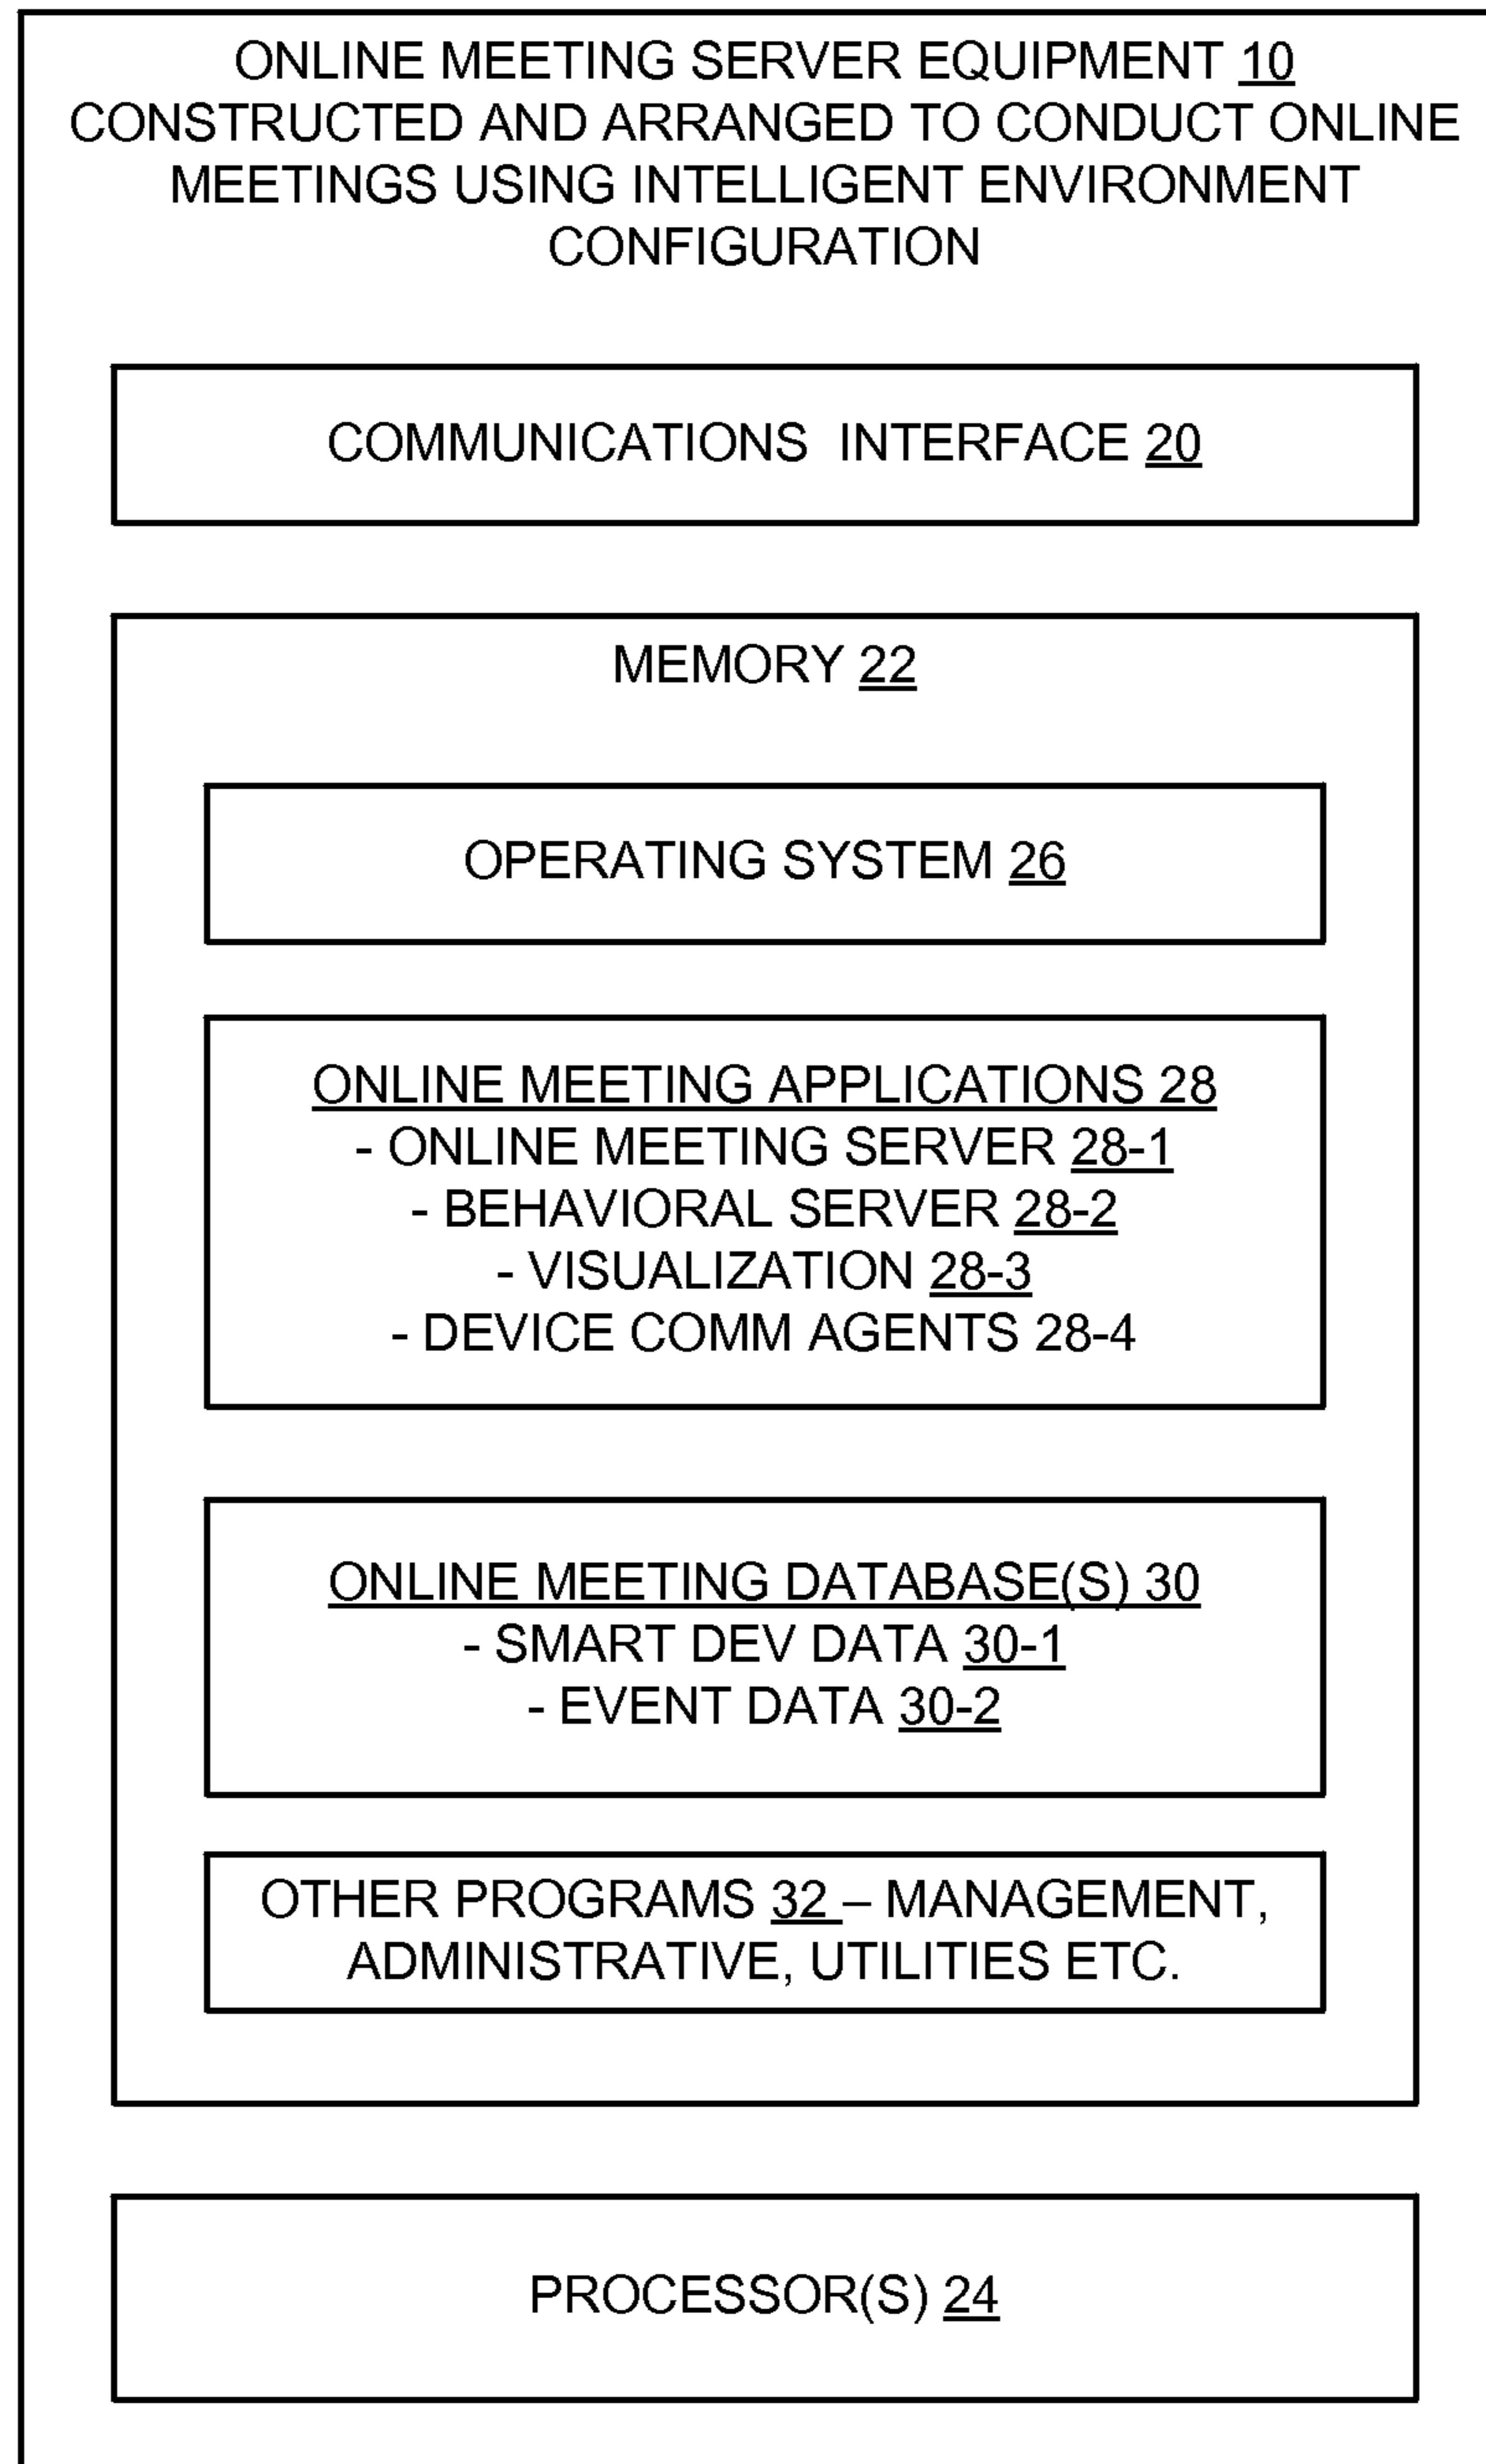 ONLINE MEETING SERVER EQUIPMENT 10
CONSTRUCTED AND ARRANGED TO CONDUCT ONLINE
MEETINGS USING INTELLIGENT ENVIRONMENT
CONFIGURATION
COMMUNICATIONS INTERFACE 20
MEMORY 22
OPERATING SYSTEM 26
ONLINE MEETING APPLICATIONS 28
- ONLINE MEETING SERVER 28-1
- BEHAVIORAL SERVER 28-2
- VISUALIZATION 28-3
- DEVICE COMM AGENTS 28-4
ONLINE MEETING DATABASE(S) 30
- SMART DEV DATA 30-1
- EVENT DATA 30-2
OTHER PROGRAMS 32 – MANAGEMENT,
ADMINISTRATIVE, UTILITIES ETC.
PROCESSOR(S) 24